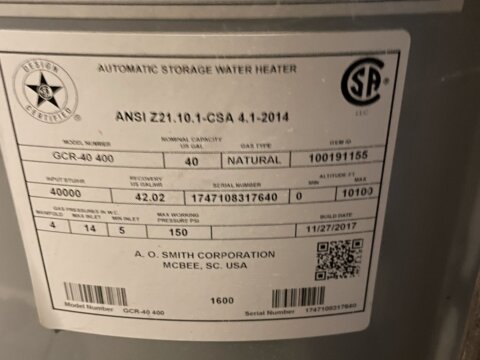 DESIGN CERTIFIED
AUTOMATIC STORAGE WATER HEATER
CSA
LLC
ANSI Z21.10.1-CSA 4.1-2014
MODEL NUMBER NOMINAL CAPACITY US GAL GAS TYPE ITEM ID
GCR-40 400 40 NATURAL 100191155
INPUT BTU/HR RECOVERY US GAL/HR SERIAL NUMBER ALTITUDE FT. MIN MAX
40000 42.02 1747108317640 0 10100
GAS PRESSURES IN W.C. MANIFOLD MAX INLET MIN INLET MAX WORKING PRESSURE PSI BUILD DATE
4 14 5 150 11/27/2017
A. O. SMITH CORPORATION
MCBEE, SC. USA
1600
Model Number GCR-40 400 Serial Number 1747108317640